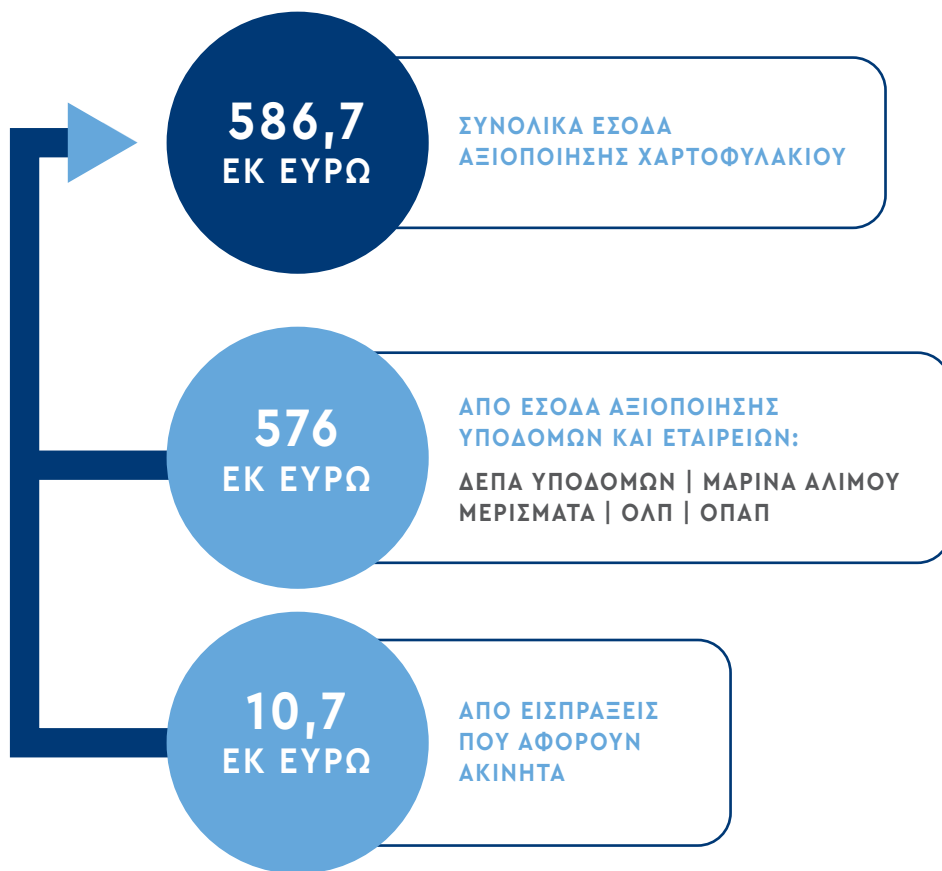 586,7
ΕΚ ΕΥΡΩ
ΣΥΝΟΛΙΚΑ ΕΣΟΔΑ
ΑΞΙΟΠΟΙΗΣΗΣ ΧΑΡΤΟΦΥΛΑΚΙΟΥ
576
ΕΚ ΕΥΡΩ
ΑΠΟ ΕΣΟΔΑ ΑΞΙΟΠΟΙΗΣΗΣ
ΥΠΟΔΟΜΩΝ ΚΑΙ ΕΤΑΙΡΕΙΩΝ:
ΔΕΠΑ ΥΠΟΔΟΜΩΝ | ΜΑΡΙΝΑ ΑΛΙΜΟΥ
ΜΕΡΙΣΜΑΤΑ | ΟΛΠ | ΟΠΑΠ
10,7
ΕΚ ΕΥΡΩ
ΑΠΟ ΕΙΣΠΡΑΞΕΙΣ
ΠΟΥ ΑΦΟΡΟΥΝ
ΑΚΙΝΗΤΑ